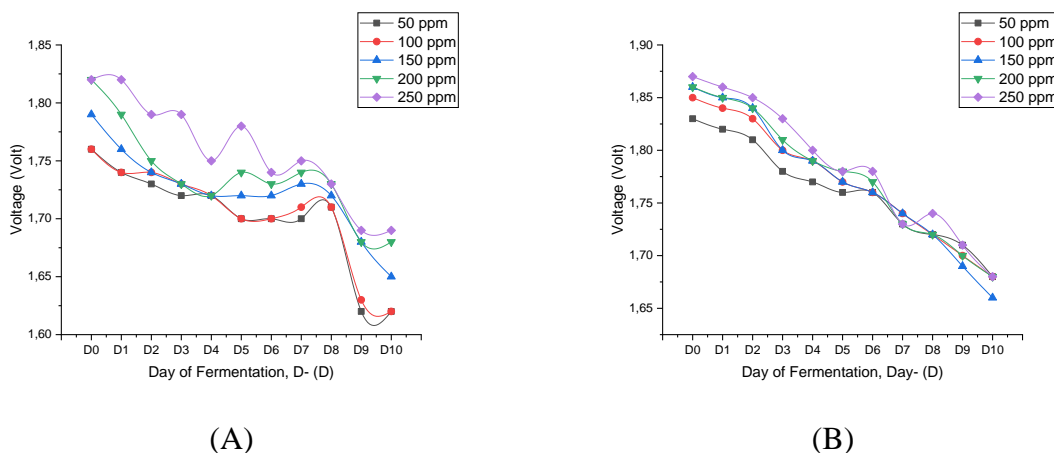 50 ppm
100 ppm
150 ppm
200 ppm
250 ppm
1,85
1,80
1,75
1,70
1,65
1,60
Voltage (Volt)
D0 D1 D2 D3 D4 D5 D6 D7 D8 D9 D10
Day of Fermentation, D- (D)
(A)
50 ppm
100 ppm
150 ppm
200 ppm
250 ppm
1,90
1,85
1,80
1,75
1,70
1,65
Voltage (Volt)
D0 D1 D2 D3 D4 D5 D6 D7 D8 D9 D10
Day of Fermentation, Day- (D)
(B)